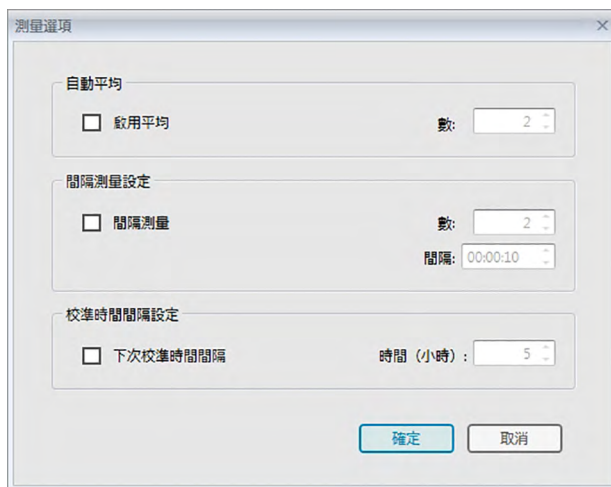 測量選項
自動平均
啟用平均 數: 2
間隔測量設定
間隔測量 數: 2
間隔: 00:00:10
校準時間間隔設定
下次校準時間間隔 時間（小時）: 5
確定 取消